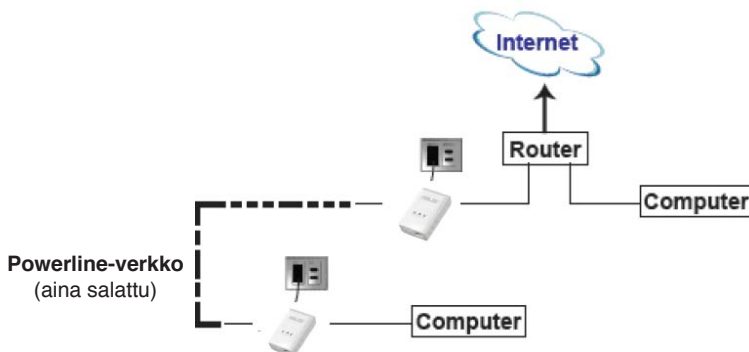 Internet
Router
Computer
Powerline-verkko
(aina salattu)
Computer